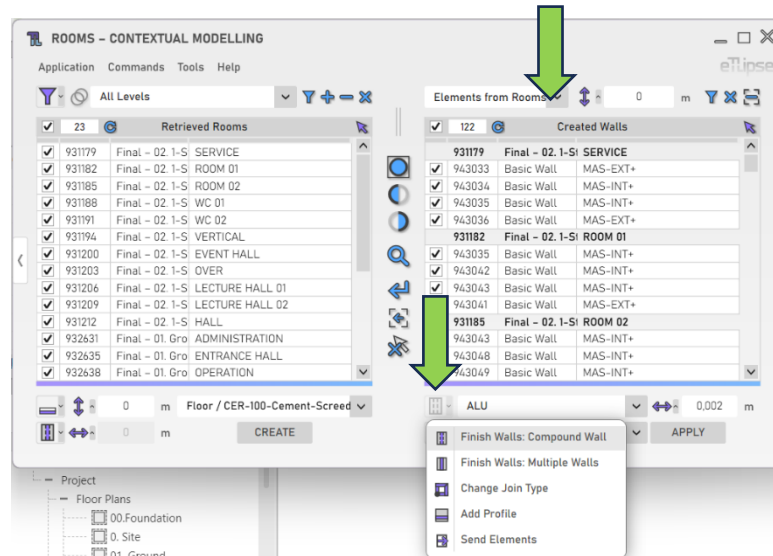 ROOMS – CONTEXTUAL MODELLING
Application Commands Tools Help
eTLipse
All Levels
Elements from Rooms 0 m
23 Retrieved Rooms
931179 Final – 02. 1-S SERVICE
931182 Final – 02. 1-S ROOM 01
931185 Final – 02. 1-S ROOM 02
931188 Final – 02. 1-S WC 01
931191 Final – 02. 1-S WC 02
931194 Final – 02. 1-S VERTICAL
931200 Final – 02. 1-S EVENT HALL
931203 Final – 02. 1-S OVER
931206 Final – 02. 1-S LECTURE HALL 01
931209 Final – 02. 1-S LECTURE HALL 02
931212 Final – 02. 1-S HALL
932631 Final – 01. Gro ADMINISTRATION
932635 Final – 01. Gro ENTRANCE HALL
932638 Final – 01. Gro OPERATION
122 Created Walls
931179 Final – 02. 1-St SERVICE
943033 Basic Wall MAS-EXT+
943034 Basic Wall MAS-INT+
943035 Basic Wall MAS-INT+
943036 Basic Wall MAS-EXT+
931182 Final – 02. 1-St ROOM 01
943035 Basic Wall MAS-INT+
943042 Basic Wall MAS-INT+
943043 Basic Wall MAS-INT+
943041 Basic Wall MAS-EXT+
931185 Final – 02. 1-St ROOM 02
943043 Basic Wall MAS-INT+
943048 Basic Wall MAS-INT+
943049 Basic Wall MAS-INT+
0 m Floor / CER-100-Cement-Screed
0 m CREATE
ALU 0,002 m
APPLY
Finish Walls: Compound Wall
Finish Walls: Multiple Walls
Change Join Type
Add Profile
Send Elements
Project
Floor Plans
00.Foundation
0. Site
01. Ground